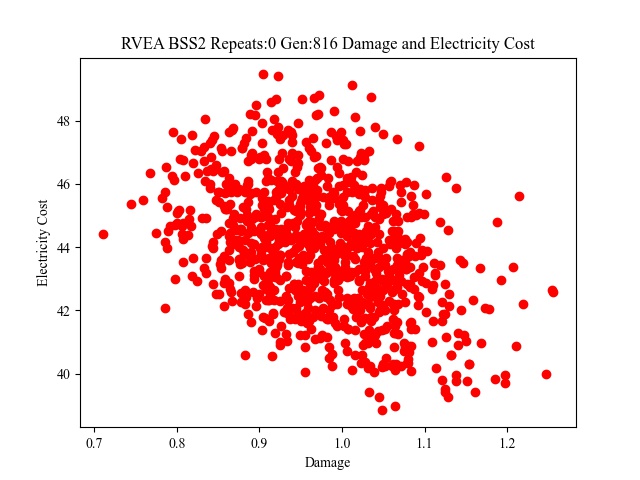 RVEA BSS2 Repeats:0 Gen:816 Damage and Electricity Cost
48
46
44
42
40
Electricity Cost
0.7 0.8 0.9 1.0 1.1 1.2
Damage